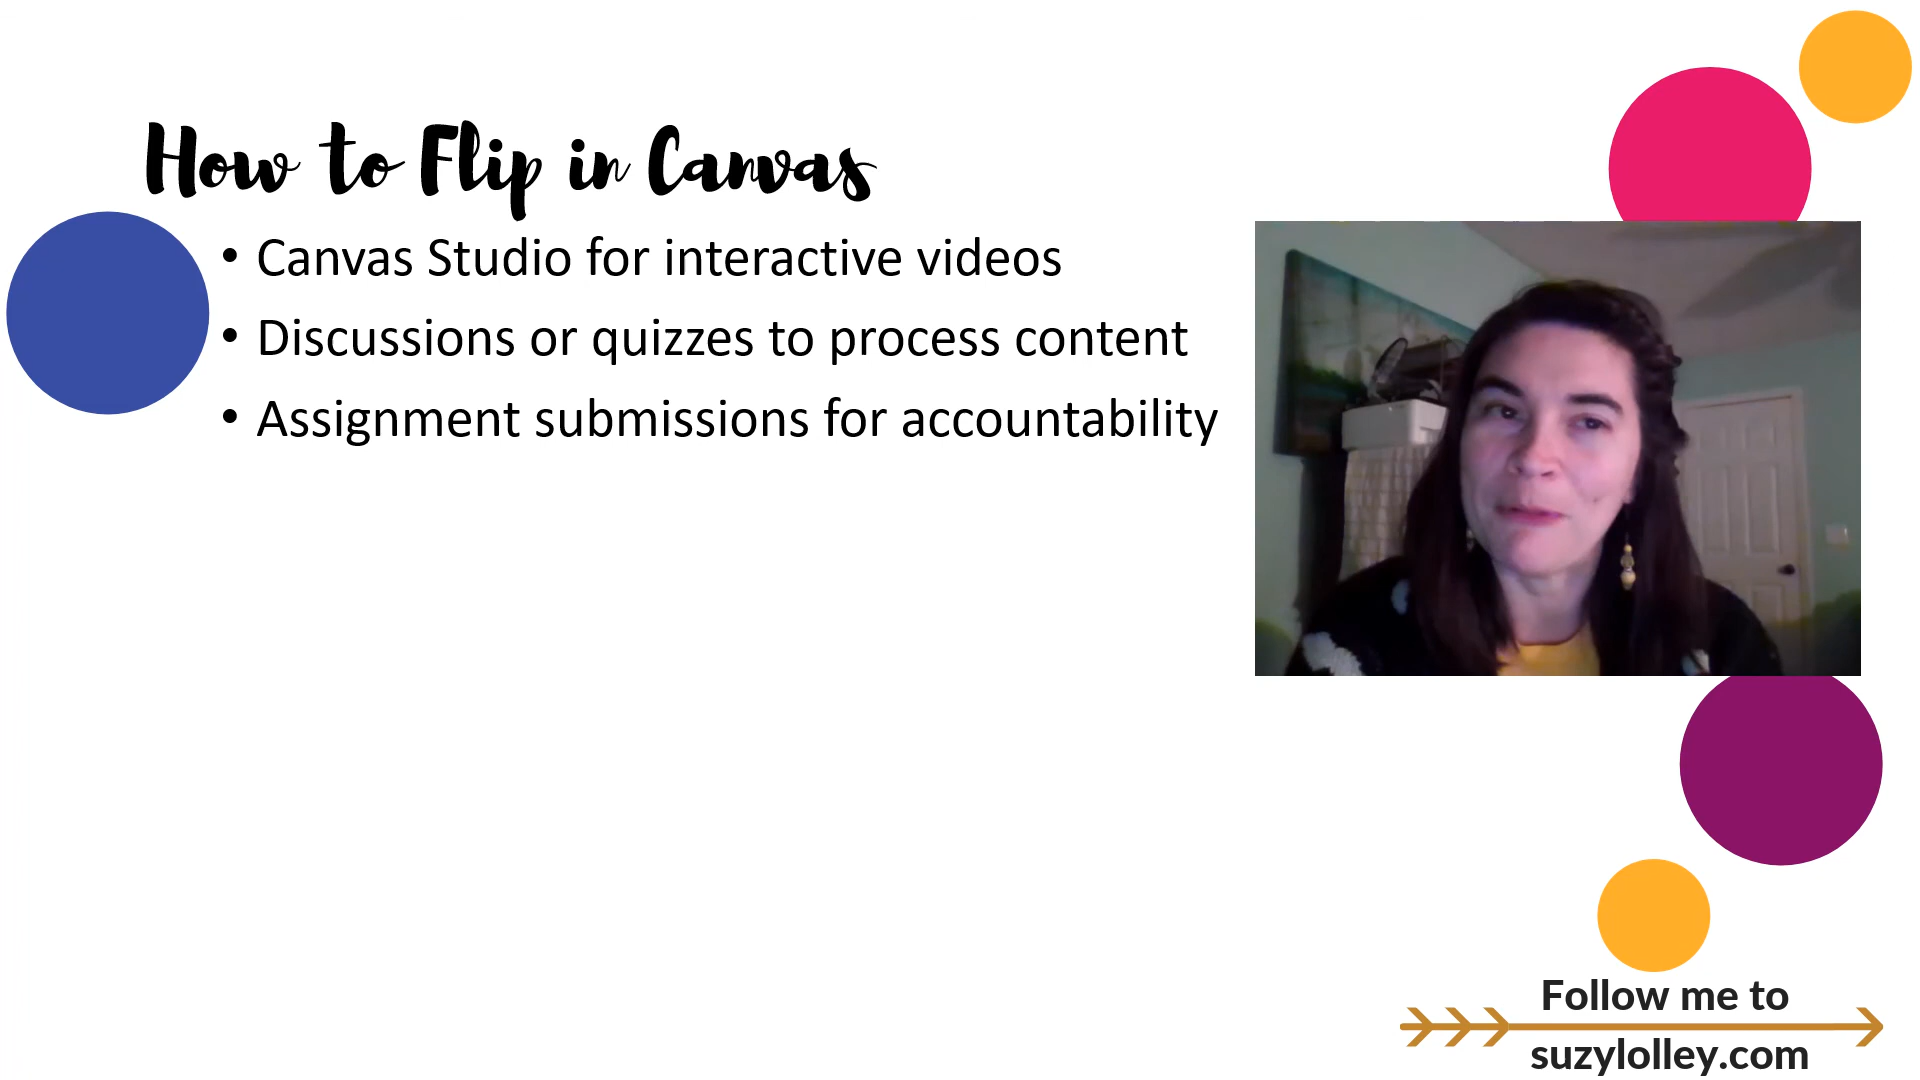 How to Flip in Canvas
• Canvas Studio for interactive videos
• Discussions or quizzes to process content
• Assignment submissions for accountability
Follow me to
suzylolley.com